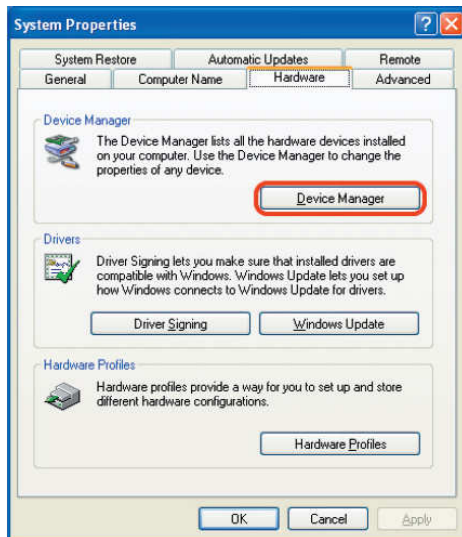 System Properties
System Restore
Automatic Updates
Remote
General
Computer Name
Hardware
Advanced
Device Manager
The Device Manager lists all the hardware devices installed
on your computer. Use the Device Manager to change the
properties of any device.
Device Manager
Drivers
Driver Signing lets you make sure that installed drivers are
compatible with Windows. Windows Update lets you set up
how Windows connects to Windows Update for drivers.
Driver Signing
Windows Update
Hardware Profiles
Hardware profiles provide a way for you to set up and store
different hardware configurations.
Hardware Profiles
OK
Cancel
Apply